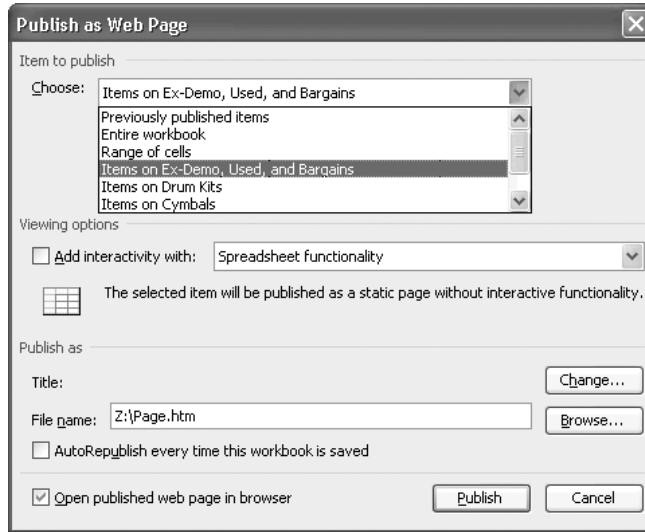 Publish as Web Page
Item to publish
Choose: Items on Ex-Demo, Used, and Bargains
Previously published items
Entire workbook
Range of cells
Items on Ex-Demo, Used, and Bargains
Items on Drum Kits
Items on Cymbals
Viewing options
Add interactivity with: Spreadsheet functionality
The selected item will be published as a static page without interactive functionality.
Publish as
Title: Change...
File name: Z:\Page.htm Browse...
AutoRepublish every time this workbook is saved
Open published web page in browser Publish Cancel